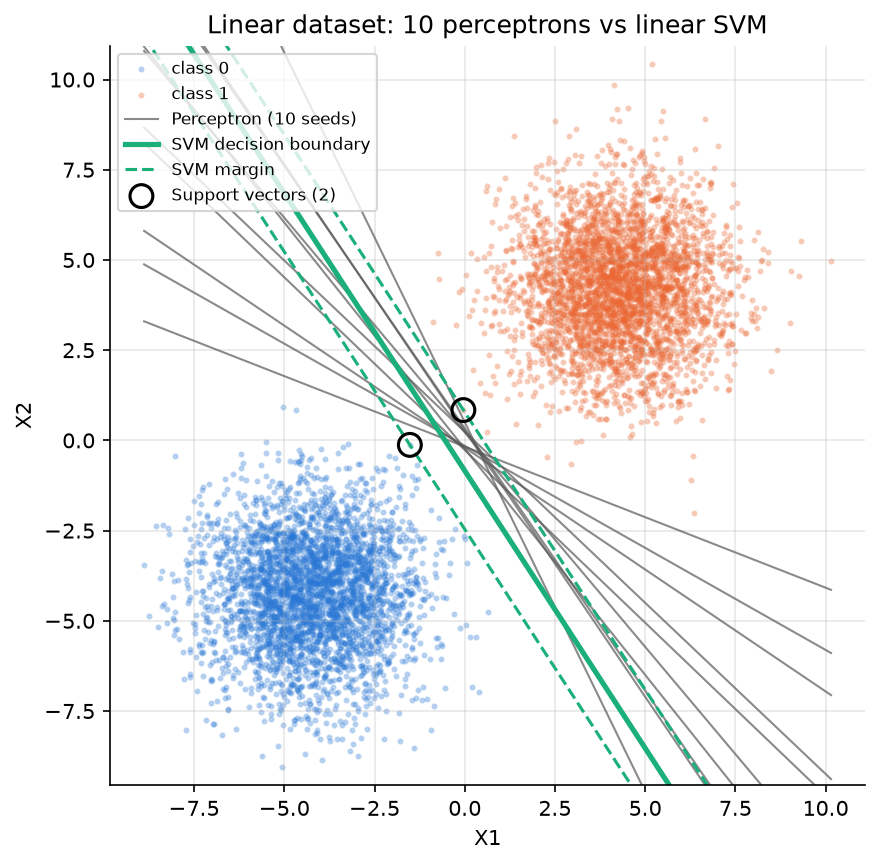 Linear dataset: 10 perceptrons vs linear SVM
class 0
class 1
Perceptron (10 seeds)
SVM decision boundary
SVM margin
Support vectors (2)
10.0
7.5
5.0
2.5
0.0
−2.5
−5.0
−7.5
X2
−7.5
−5.0
−2.5
0.0
2.5
5.0
7.5
10.0
X1